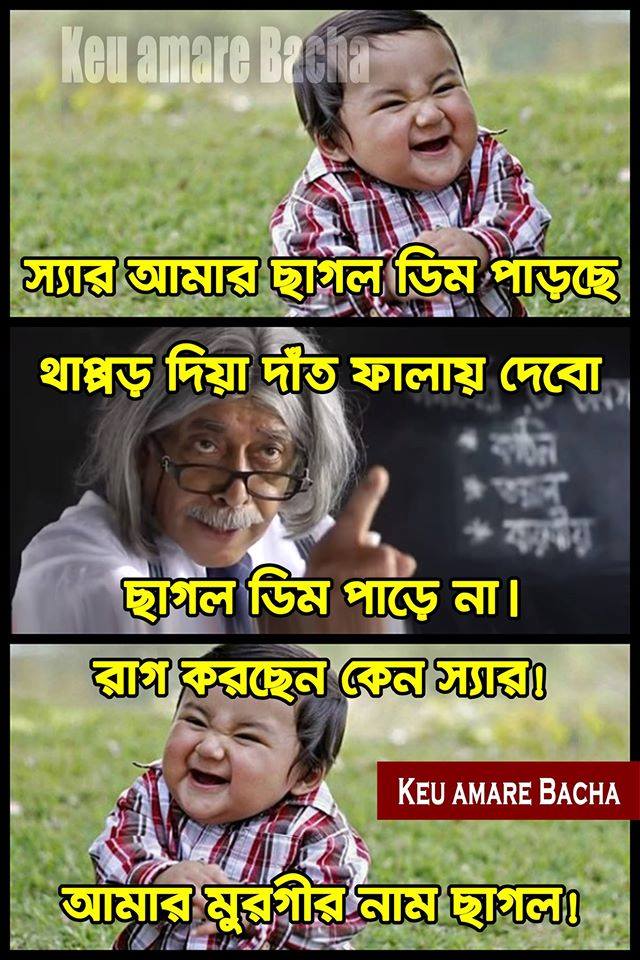 Keu amare Bacha
স্যার আমার ছাগল ডিম পাড়ছে
থাপ্পড় দিয়া দাঁত ফালায় দেবো
ছাগল ডিম পাড়ে না।
রাগ করছেন কেন স্যার!
KEU AMARE BACHA
আমার মুরগীর নাম ছাগল!